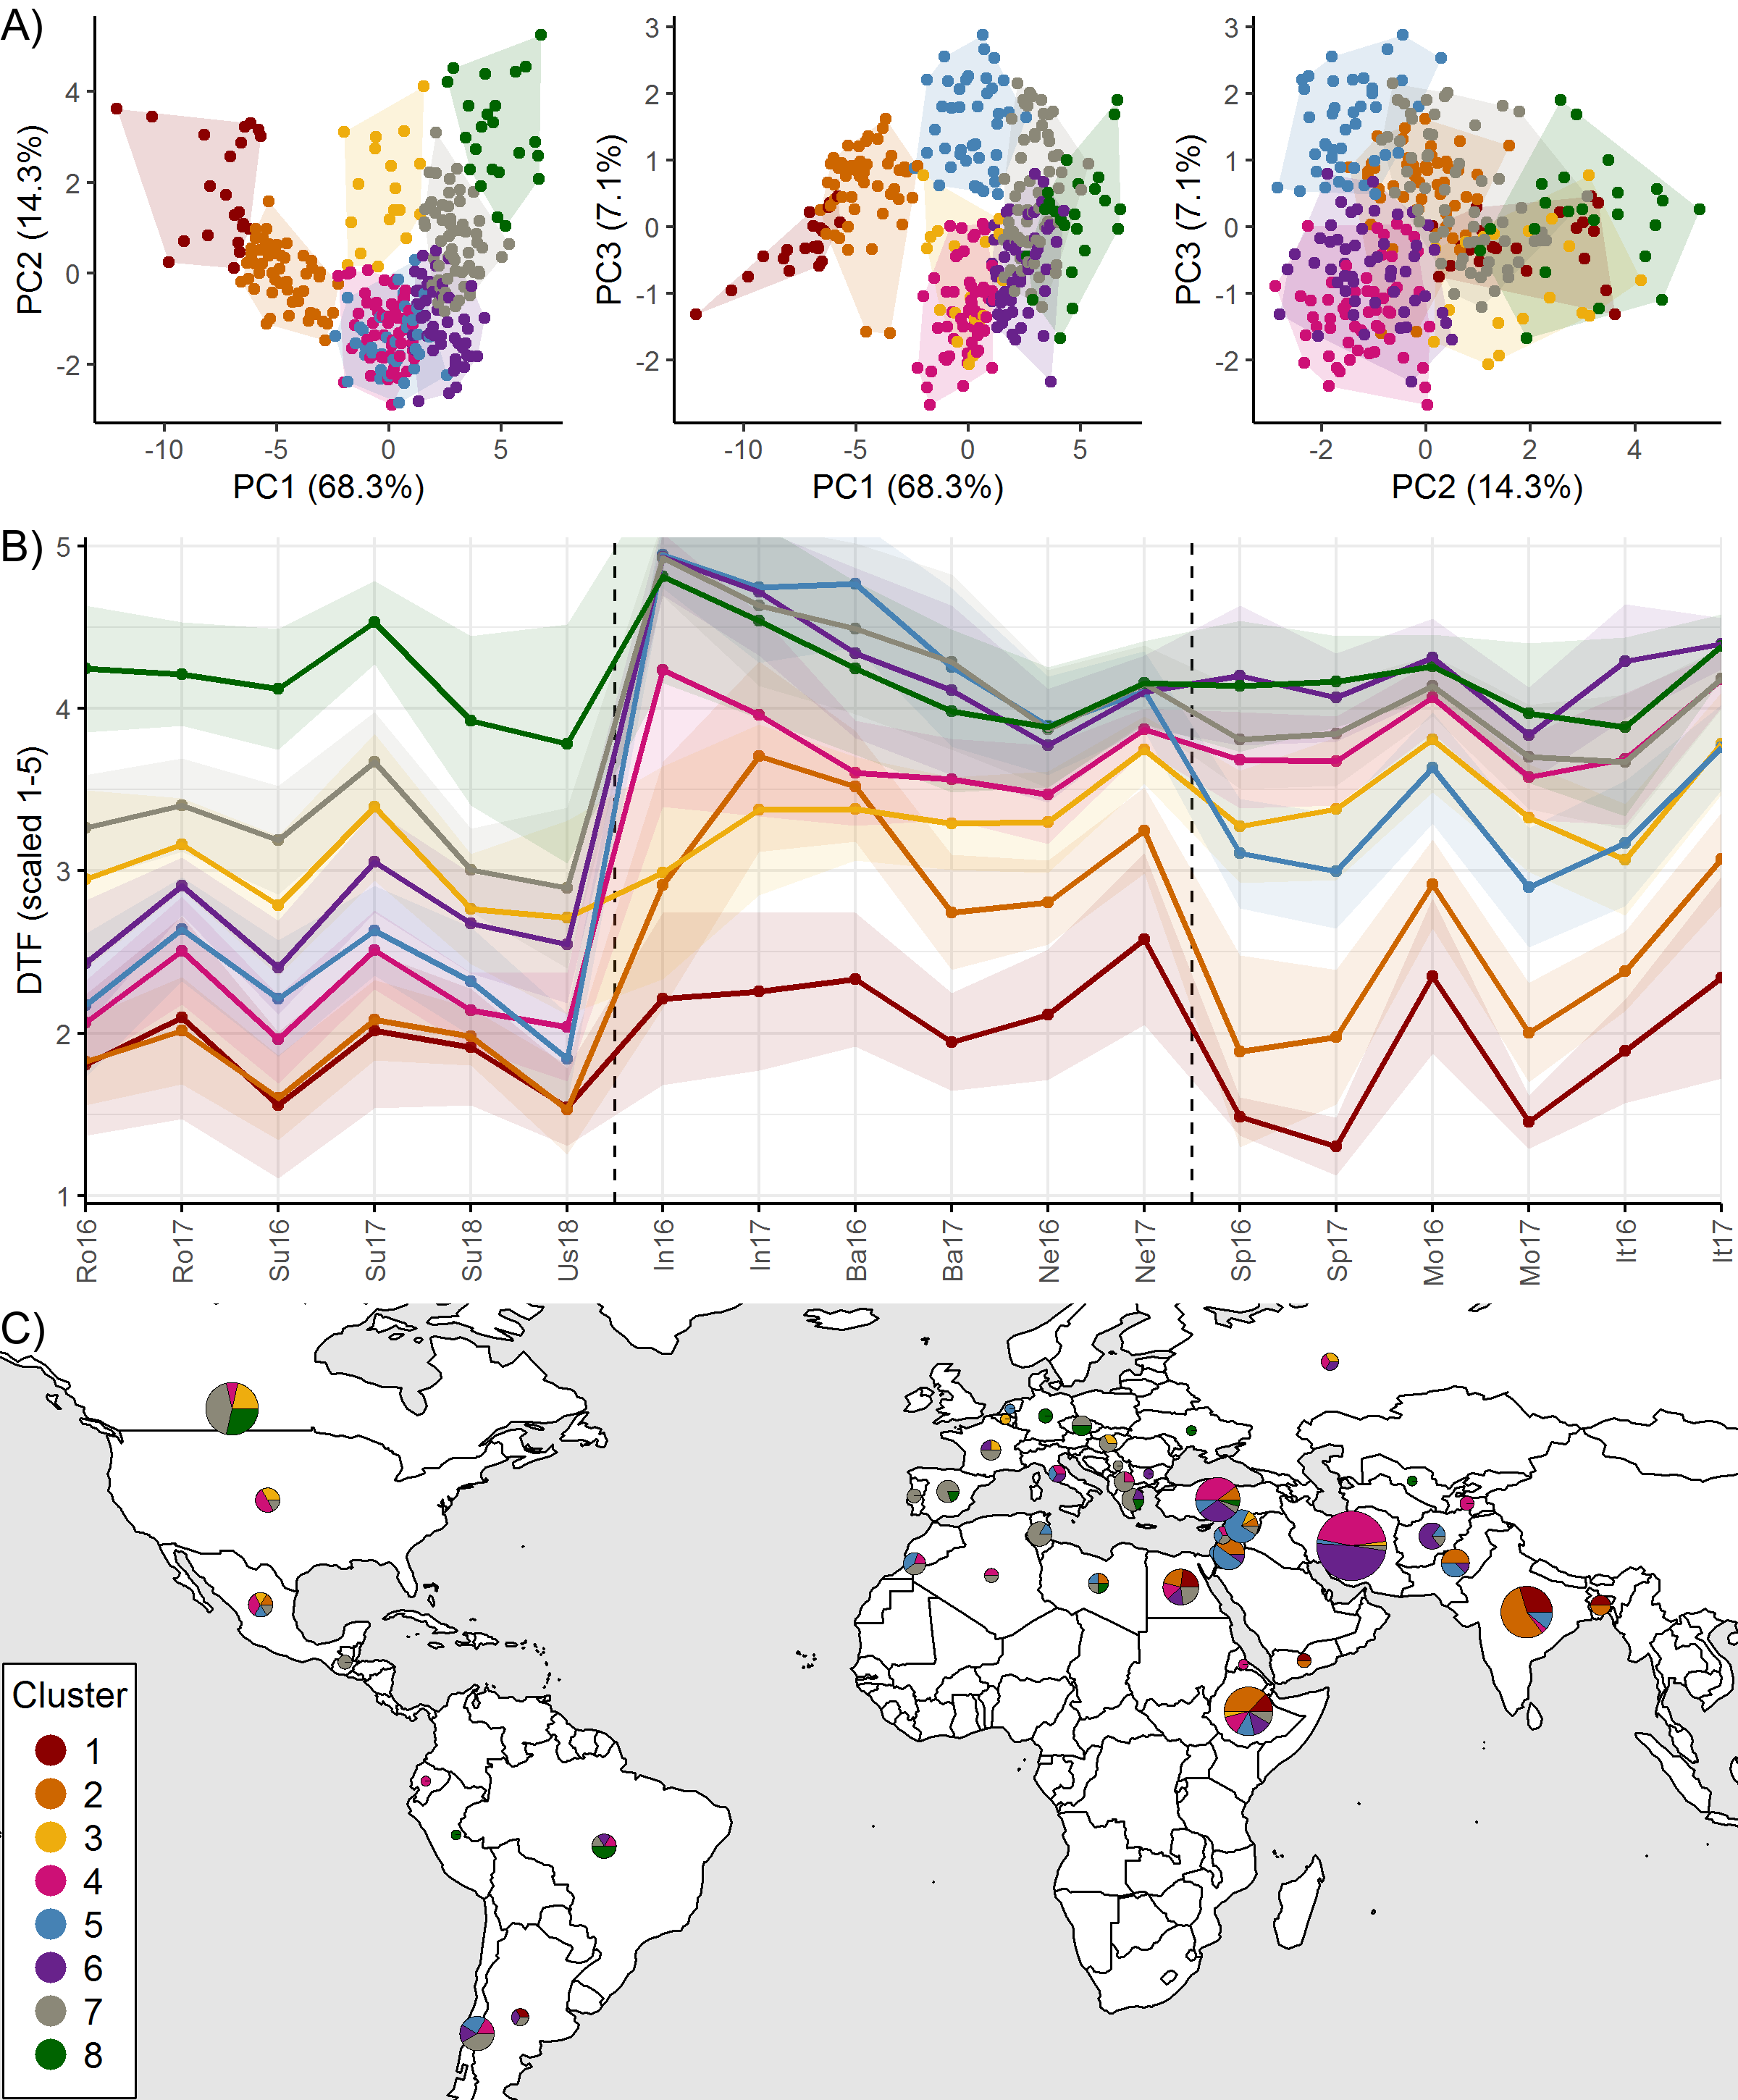 A)
PC2 (14.3%)
4
2
0
-2
-10
-5
0
5
PC1 (68.3%)
PC3 (7.1%)
3
2
1
0
-1
-2
-10
-5
0
5
PC1 (68.3%)
PC3 (7.1%)
3
2
1
0
-1
-2
-2
0
2
4
PC2 (14.3%)
B)
DTF (scaled 1-5)
5
4
3
2
1
Ro16
Ro17
Su16
Su17
Su18
Us18
In16
In17
Ba16
Ba17
Ne16
Ne17
Sp16
Sp17
Mo16
Mo17
It16
It17
C)
Cluster
1
2
3
4
5
6
7
8